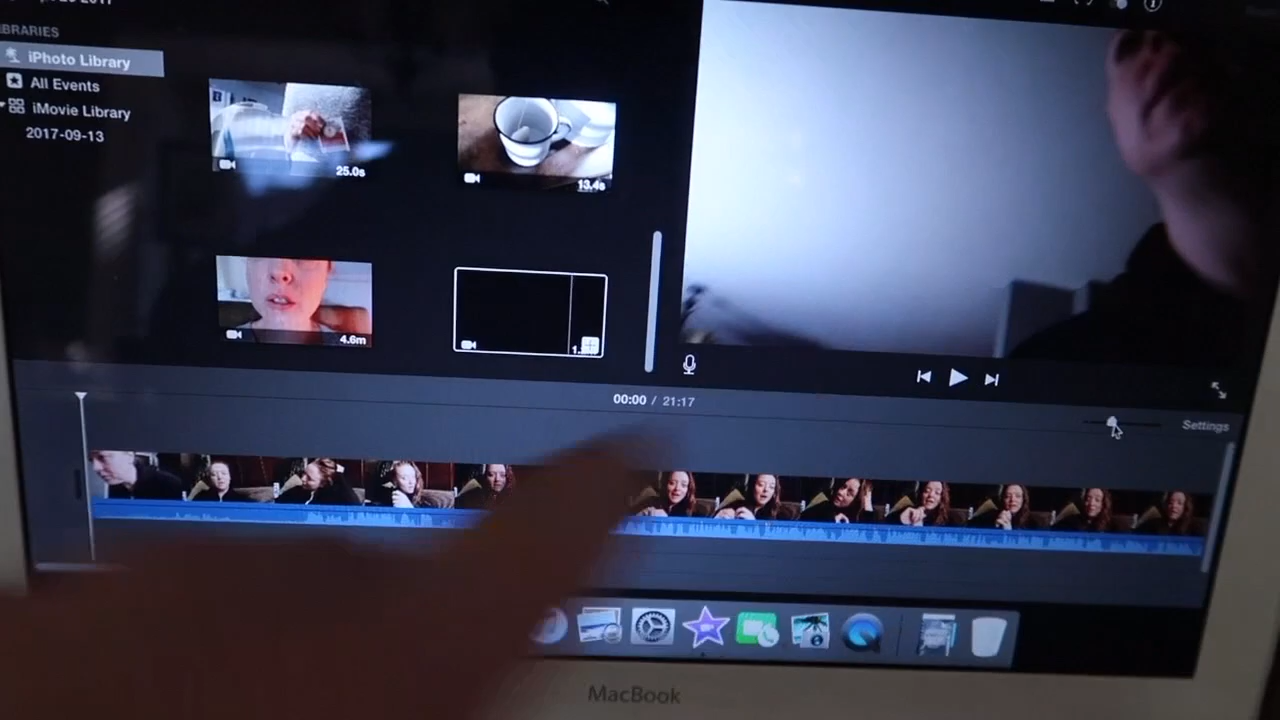 iPhoto Library
All Events
iMovie Library
2017-09-13
25.0s
13.4s
4.6m
00:00 / 21:17
Settings
MacBook